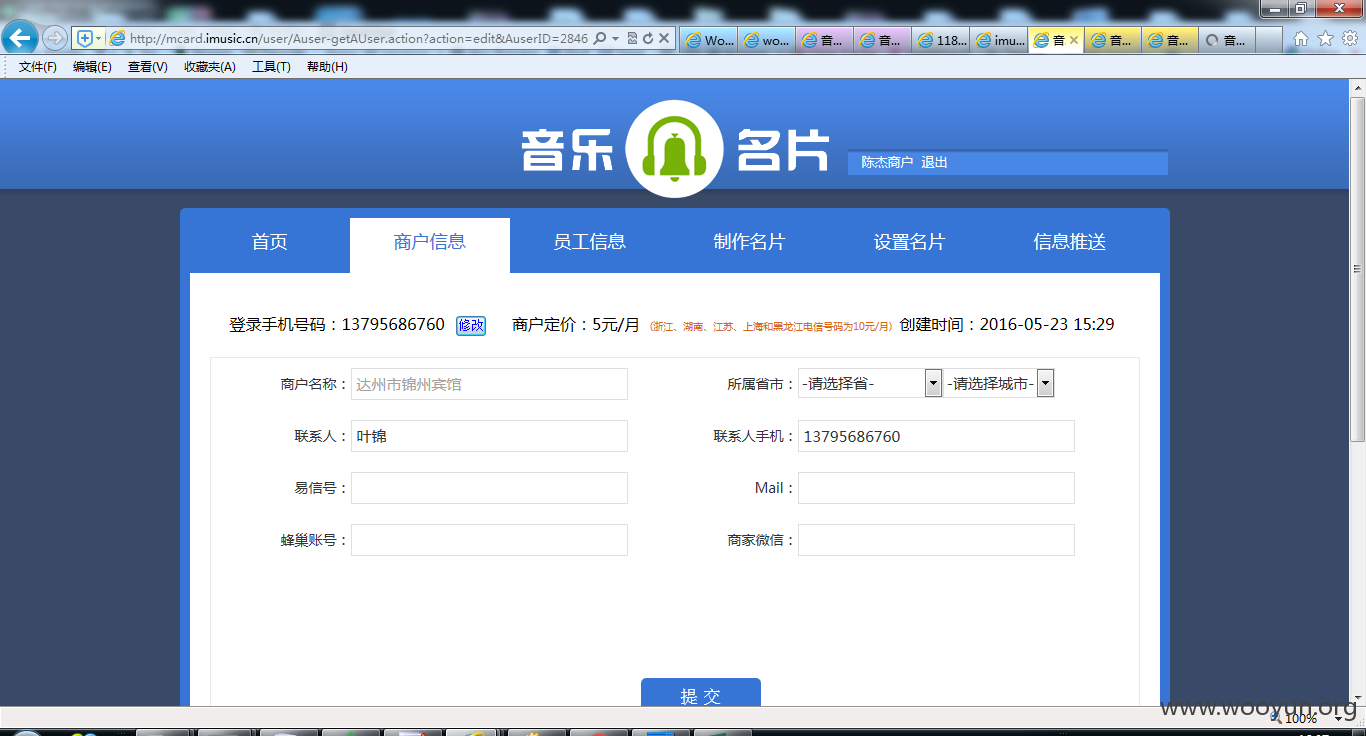 http://mcard.imusic.cn/user/Auser-getAUser.action?action=edit&AuserID=2846
Wo... wo... 音... 音... 118... imu... 音 音... 音... 音...
文件(F) 编辑(E) 查看(V) 收藏夹(A) 工具(T) 帮助(H)
音乐 名片
陈杰商户 退出
首页 商户信息 员工信息 制作名片 设置名片 信息推送
登录手机号码：13795686760 修改 商户定价：5元/月 (浙江、湖南、江苏、上海和黑龙江电信号码为10元/月) 创建时间：2016-05-23 15:29
商户名称： 达州市锦州宾馆 所属省市： -请选择省- -请选择城市-
联系人： 叶锦 联系人手机： 13795686760
易信号： Mail：
蜂巢账号： 商家微信：
提 交
www.wooyun.org
100%